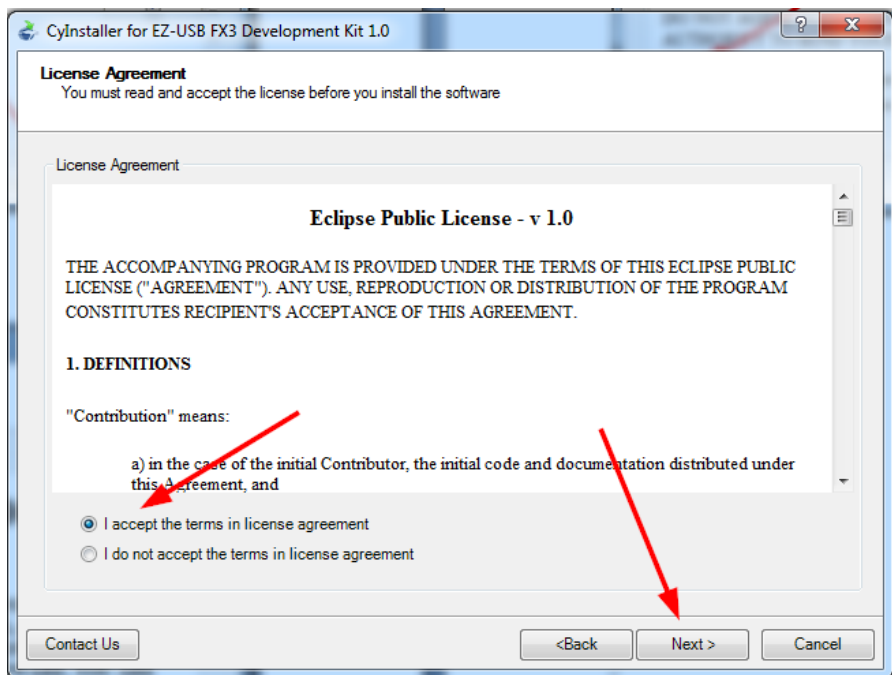 CyInstaller for EZ-USB FX3 Development Kit 1.0
License Agreement
You must read and accept the license before you install the software
License Agreement
Eclipse Public License - v 1.0
THE ACCOMPANYING PROGRAM IS PROVIDED UNDER THE TERMS OF THIS ECLIPSE PUBLIC
LICENSE ("AGREEMENT"). ANY USE, REPRODUCTION OR DISTRIBUTION OF THE PROGRAM
CONSTITUTES RECIPIENT'S ACCEPTANCE OF THIS AGREEMENT.
1. DEFINITIONS
"Contribution" means:
a) in the case of the initial Contributor, the initial code and documentation distributed under
this Agreement, and
I accept the terms in license agreement
I do not accept the terms in license agreement
Contact Us
<Back
Next >
Cancel